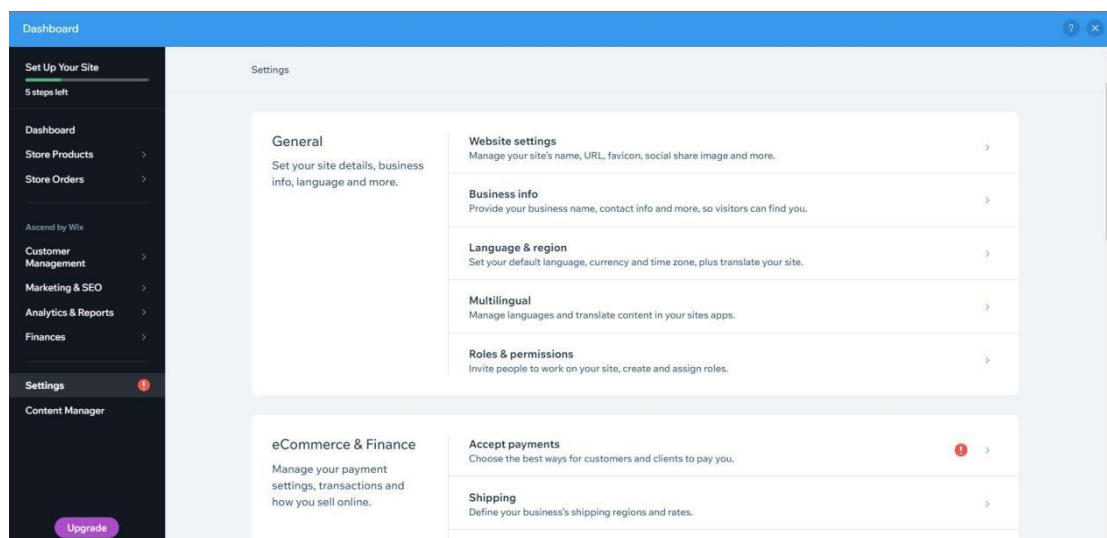 Dashboard
?
Set Up Your Site
5 steps left
Dashboard
Store Products
Store Orders
Ascend by Wix
Customer
Management
Marketing & SEO
Analytics & Reports
Finances
Settings
Content Manager
Upgrade
Settings
General
Set your site details, business
info, language and more.
Website settings
Manage your site's name, URL, favicon, social share image and more.
Business info
Provide your business name, contact info and more, so visitors can find you.
Language & region
Set your default language, currency and time zone, plus translate your site.
Multilingual
Manage languages and translate content in your sites apps.
Roles & permissions
Invite people to work on your site, create and assign roles.
eCommerce & Finance
Manage your payment
settings, transactions and
how you sell online.
Accept payments
Choose the best ways for customers and clients to pay you.
Shipping
Define your business's shipping regions and rates.